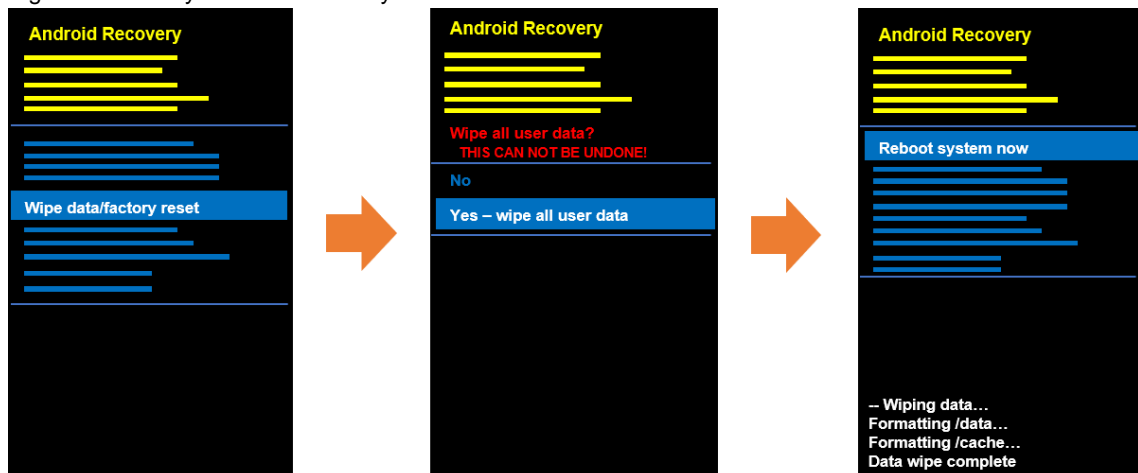 Android Recovery
Wipe data/factory reset
Android Recovery
Wipe all user data?
THIS CAN NOT BE UNDONE!
No
Yes – wipe all user data
Android Recovery
Reboot system now
-- Wiping data...
Formatting /data...
Formatting /cache...
Data wipe complete